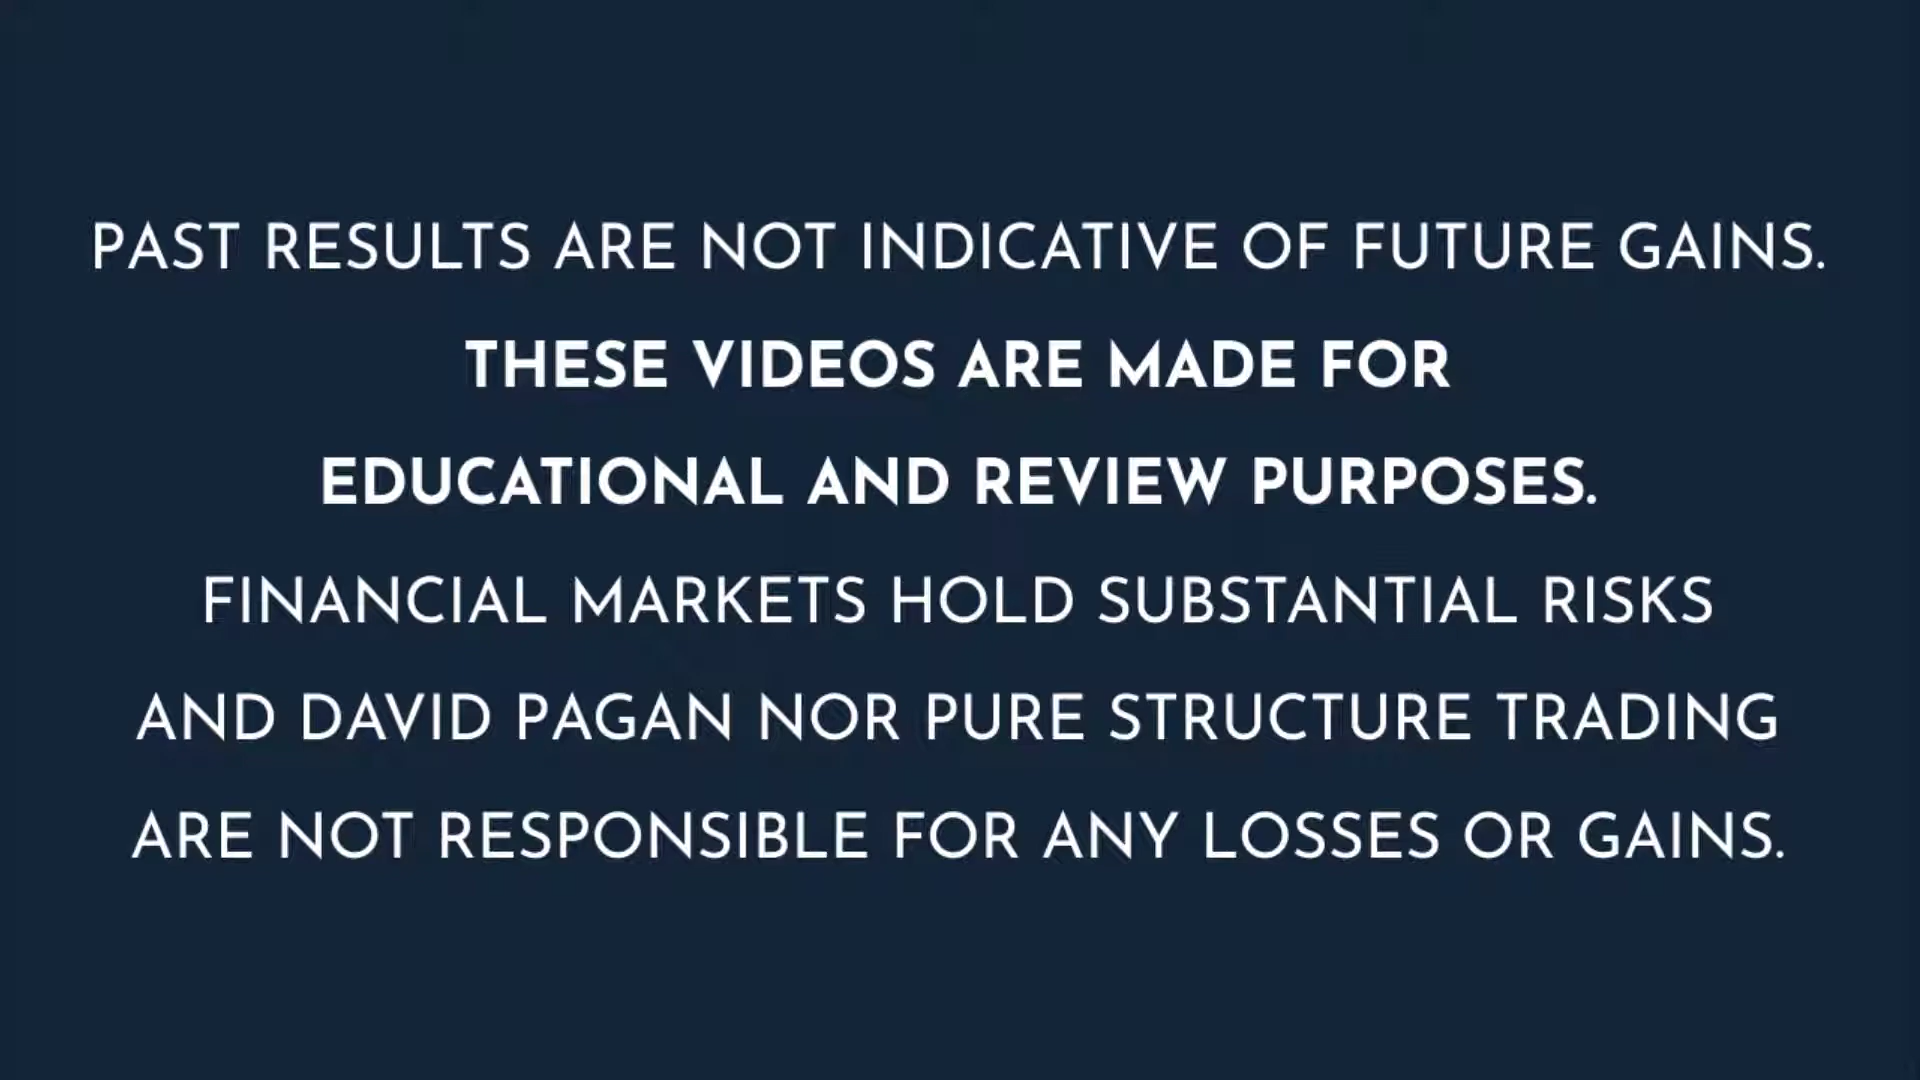 PAST RESULTS ARE NOT INDICATIVE OF FUTURE GAINS.
THESE VIDEOS ARE MADE FOR
EDUCATIONAL AND REVIEW PURPOSES.
FINANCIAL MARKETS HOLD SUBSTANTIAL RISKS
AND DAVID PAGAN NOR PURE STRUCTURE TRADING
ARE NOT RESPONSIBLE FOR ANY LOSSES OR GAINS.